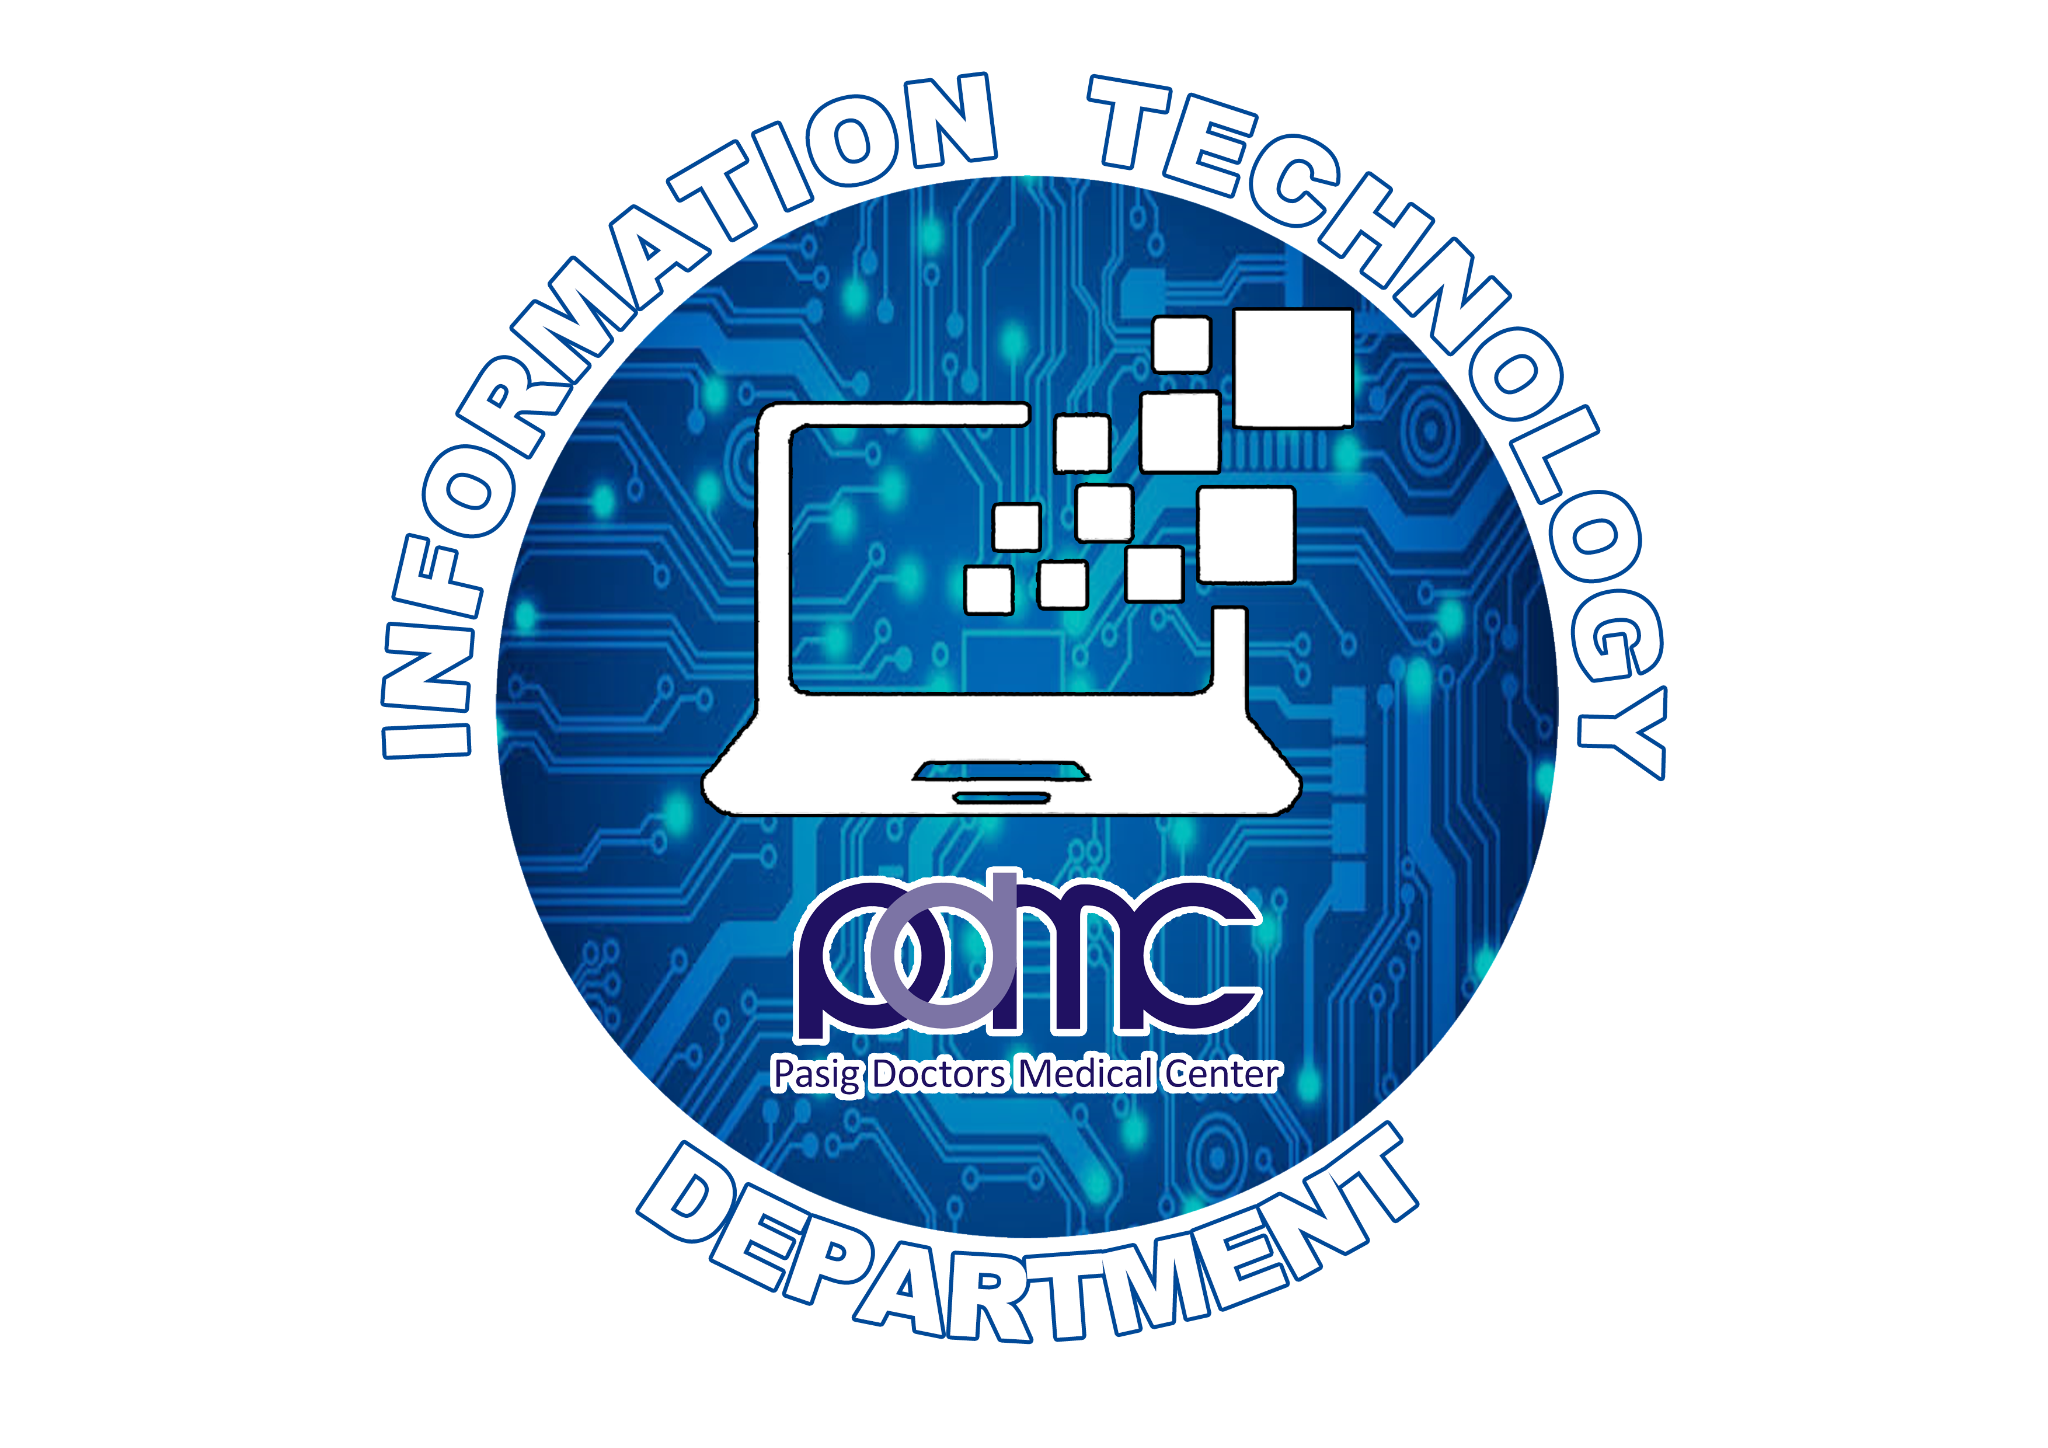 INFORMATION TECHNOLOGY
pdmc
Pasig Doctors Medical Center
DEPARTMENT